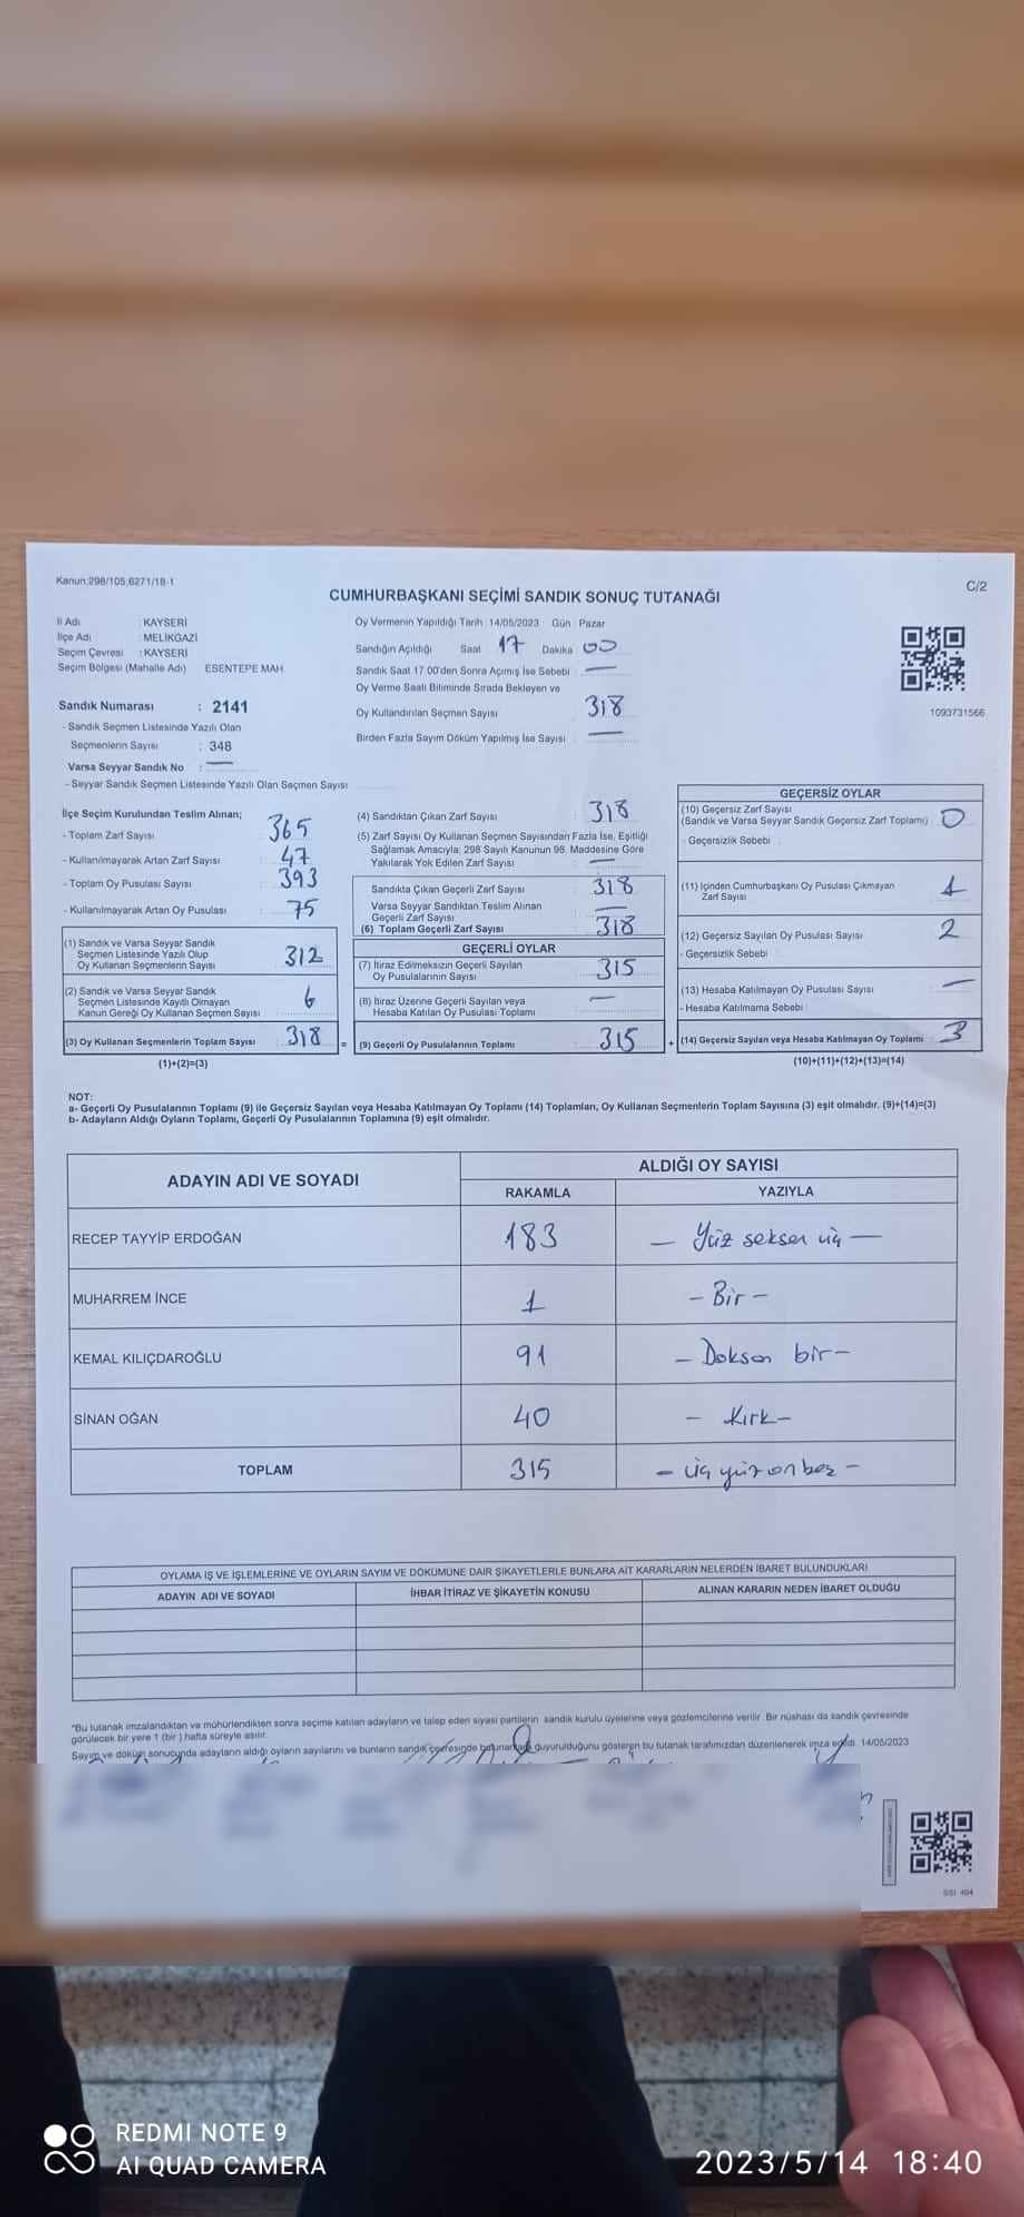 Kanun:298/105,6271/18-1
C/2
CUMHURBAŞKANI SEÇİMİ SANDIK SONUÇ TUTANAĞI
İl Adı : KAYSERİ
İlçe Adı : MELİKGAZİ
Seçim Çevresi : KAYSERİ
Seçim Bölgesi (Mahalle Adı) ESENTEPE MAH
Sandık Numarası : 2141
- Sandık Seçmen Listesinde Yazılı Olan
Seçmenlerin Sayısı : 348
Varsa Seyyar Sandık No : —
- Seyyar Sandık Seçmen Listesinde Yazılı Olan Seçmen Sayısı
Oy Vermenin Yapıldığı Tarih 14/05/2023 Gün Pazar
Sandığın Açıldığı Saat 17 Dakika 00
Sandık Saat 17.00'den Sonra Açımış İse Sebebi —
Oy Verme Saati Bitiminde Sırada Bekleyen ve
Oy Kullandırılan Seçmen Sayısı 318
Birden Fazla Sayım Döküm Yapılmış İse Sayısı —
1093731566
İlçe Seçim Kurulundan Teslim Alınan;
- Toplam Zarf Sayısı 365
- Kullanılmayarak Artan Zarf Sayısı 47
- Toplam Oy Pusulası Sayısı 393
- Kullanılmayarak Artan Oy Pusulası 75
(1) Sandık ve Varsa Seyyar Sandık
Seçmen Listesinde Yazılı Olup
Oy Kullanan Seçmenlerin Sayısı 312
(2) Sandık ve Varsa Seyyar Sandık
Seçmen Listesinde Kayıtlı Olmayan
Kanun Gereği Oy Kullanan Seçmen Sayısı 6
(3) Oy Kullanan Seçmenlerin Toplam Sayısı 318 =
(1)+(2)=(3)
(4) Sandıktan Çıkan Zarf Sayısı 318
(5) Zarf Sayısı Oy Kullanan Seçmen Sayısından Fazla İse, Eşitliği
Sağlamak Amacıyla; 298 Sayılı Kanunun 98. Maddesine Göre
Yakılarak Yok Edilen Zarf Sayısı —
Sandıkta Çıkan Geçerli Zarf Sayısı 318
Varsa Seyyar Sandıktan Teslim Alınan
Geçerli Zarf Sayısı —
(6) Toplam Geçerli Zarf Sayısı 318
GEÇERLİ OYLAR
(7) İtiraz Edilmeksizin Geçerli Sayılan
Oy Pusulalarının Sayısı 315
(8) İtiraz Üzerine Geçerli Sayılan veya
Hesaba Katılan Oy Pusulası Toplamı —
(9) Geçerli Oy Pusulalarının Toplamı 315 +
GEÇERSİZ OYLAR
(10) Geçersiz Zarf Sayısı
(Sandık ve Varsa Seyyar Sandık Geçersiz Zarf Toplamı) 0
- Geçersizlik Sebebi
(11) İçinden Cumhurbaşkanı Oy Pusulası Çıkmayan
Zarf Sayısı 1
(12) Geçersiz Sayılan Oy Pusulası Sayısı 2
- Geçersizlik Sebebi
(13) Hesaba Katılmayan Oy Pusulası Sayısı —
- Hesaba Katılmama Sebebi
(14) Geçersiz Sayılan veya Hesaba Katılmayan Oy Toplamı 3
(10)+(11)+(12)+(13)=(14)
NOT:
a- Geçerli Oy Pusulalarının Toplamı (9) ile Geçersiz Sayılan veya Hesaba Katılmayan Oy Toplamı (14) Toplamları, Oy Kullanan Seçmenlerin Toplam Sayısına (3) eşit olmalıdır. (9)+(14)=(3)
b- Adayların Aldığı Oyların Toplamı, Geçerli Oy Pusulalarının Toplamına (9) eşit olmalıdır.
ADAYIN ADI VE SOYADI
ALDIĞI OY SAYISI
RAKAMLA YAZIYLA
RECEP TAYYİP ERDOĞAN 183 — Yüz seksen üç —
MUHARREM İNCE 1 - Bir -
KEMAL KILIÇDAROĞLU 91 - Doksan bir -
SİNAN OĞAN 40 - Kırk -
TOPLAM 315 - üç yüz on beş -
OYLAMA İŞ VE İŞLEMLERİNE VE OYLARIN SAYIM VE DÖKÜMÜNE DAİR ŞİKAYETLERLE BUNLARA AİT KARARLARIN NELERDEN İBARET BULUNDUKLARI
ADAYIN ADI VE SOYADI İHBAR İTİRAZ VE ŞİKAYETİN KONUSU ALINAN KARARIN NEDEN İBARET OLDUĞU
"Bu tutanak imzalandıktan ve mühürlendikten sonra seçime katılan adayların ve talep eden siyasi partilerin sandık kurulu üyelerine veya gözlemcilerine verilir. Bir nüshası da sandık çevresinde
görülecek bir yere 1 (bir) hafta süreyle asılır.
Sayım ve döküm sonucunda adayların aldığı oyların sayılarını ve bunların sandık çevresinde duyurulduğunu gösteren bu tutanak tarafımızdan düzenlenerek imza edildi. 14/05/2023
REDMI NOTE 9
AI QUAD CAMERA
2023/5/14 18:40